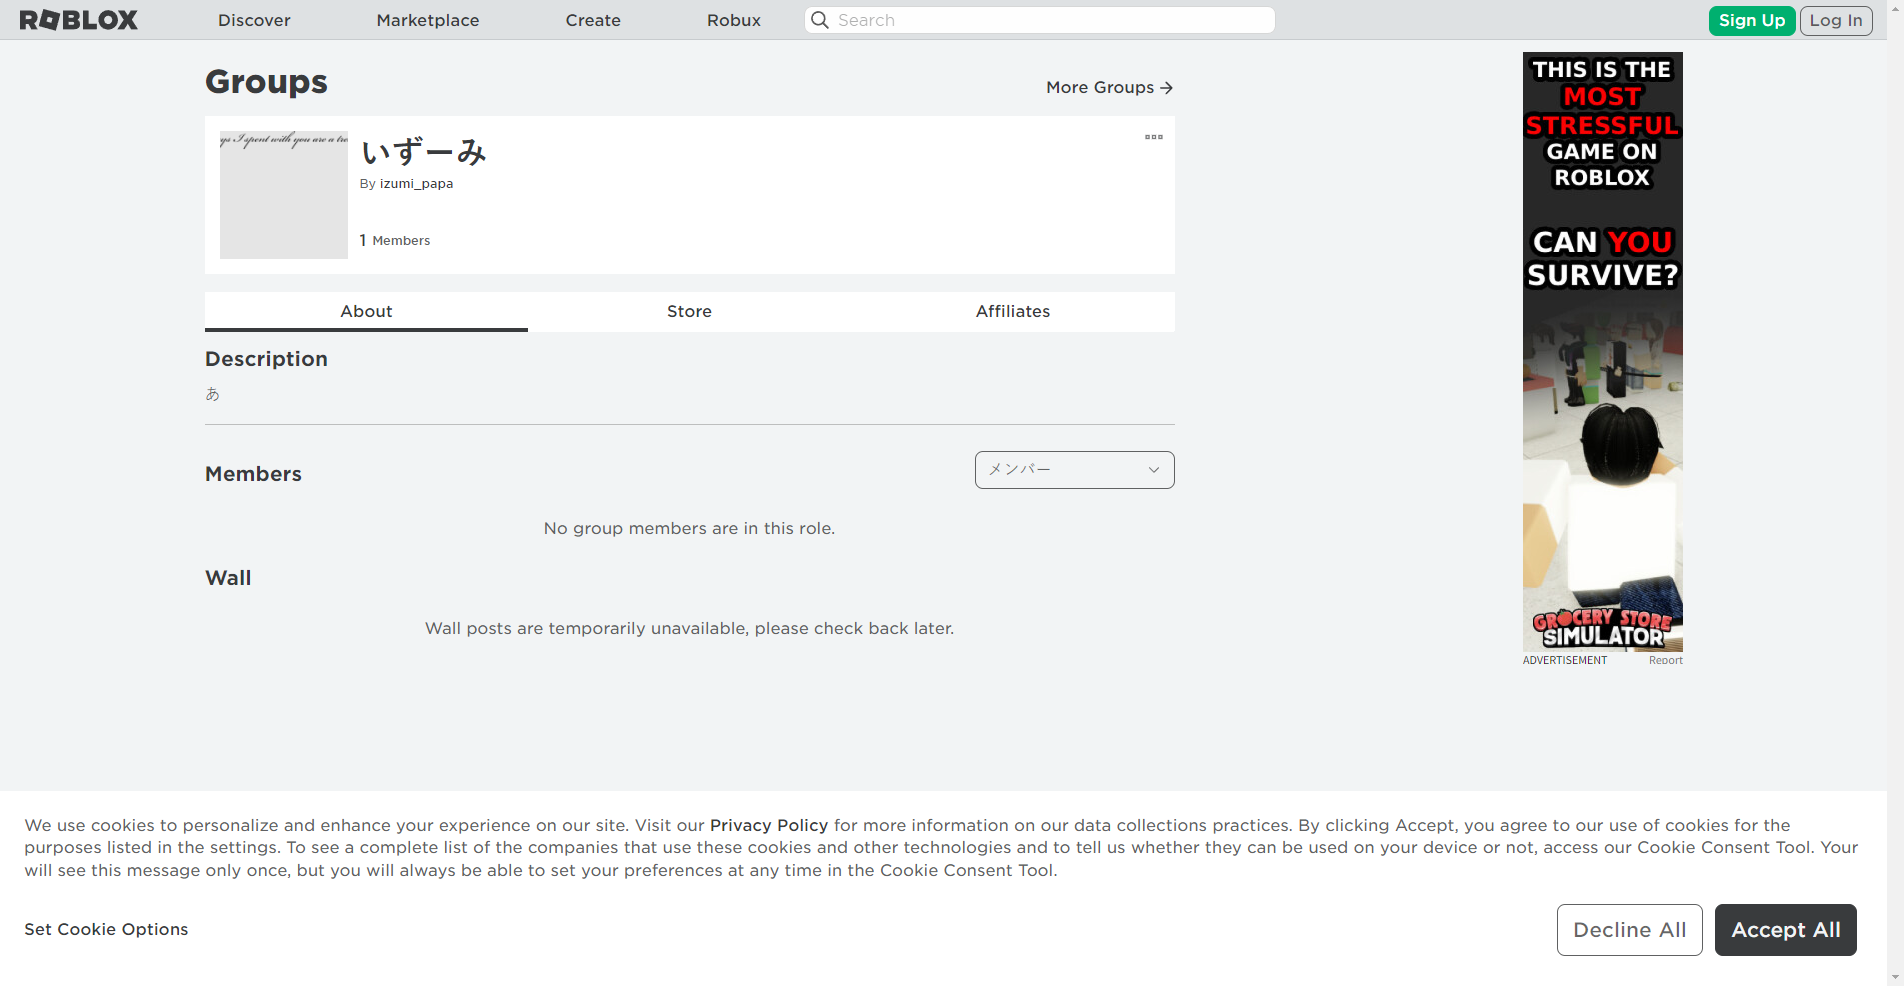 ROBLOX
Discover
Marketplace
Create
Robux
Search
Sign Up
Log In
Groups
More Groups
ys I spent with you are a tre
いずーみ
By izumi_papa
1 Members
About
Store
Affiliates
Description
あ
Members
メンバー
No group members are in this role.
Wall
Wall posts are temporarily unavailable, please check back later.
THIS IS THE
MOST
STRESSFUL
GAME ON
ROBLOX
CAN YOU
SURVIVE?
GROCERY STORE
SIMULATOR
ADVERTISEMENT
Report
We use cookies to personalize and enhance your experience on our site. Visit our Privacy Policy for more information on our data collections practices. By clicking Accept, you agree to our use of cookies for the
purposes listed in the settings. To see a complete list of the companies that use these cookies and other technologies and to tell us whether they can be used on your device or not, access our Cookie Consent Tool. Your
will see this message only once, but you will always be able to set your preferences at any time in the Cookie Consent Tool.
Set Cookie Options
Decline All
Accept All